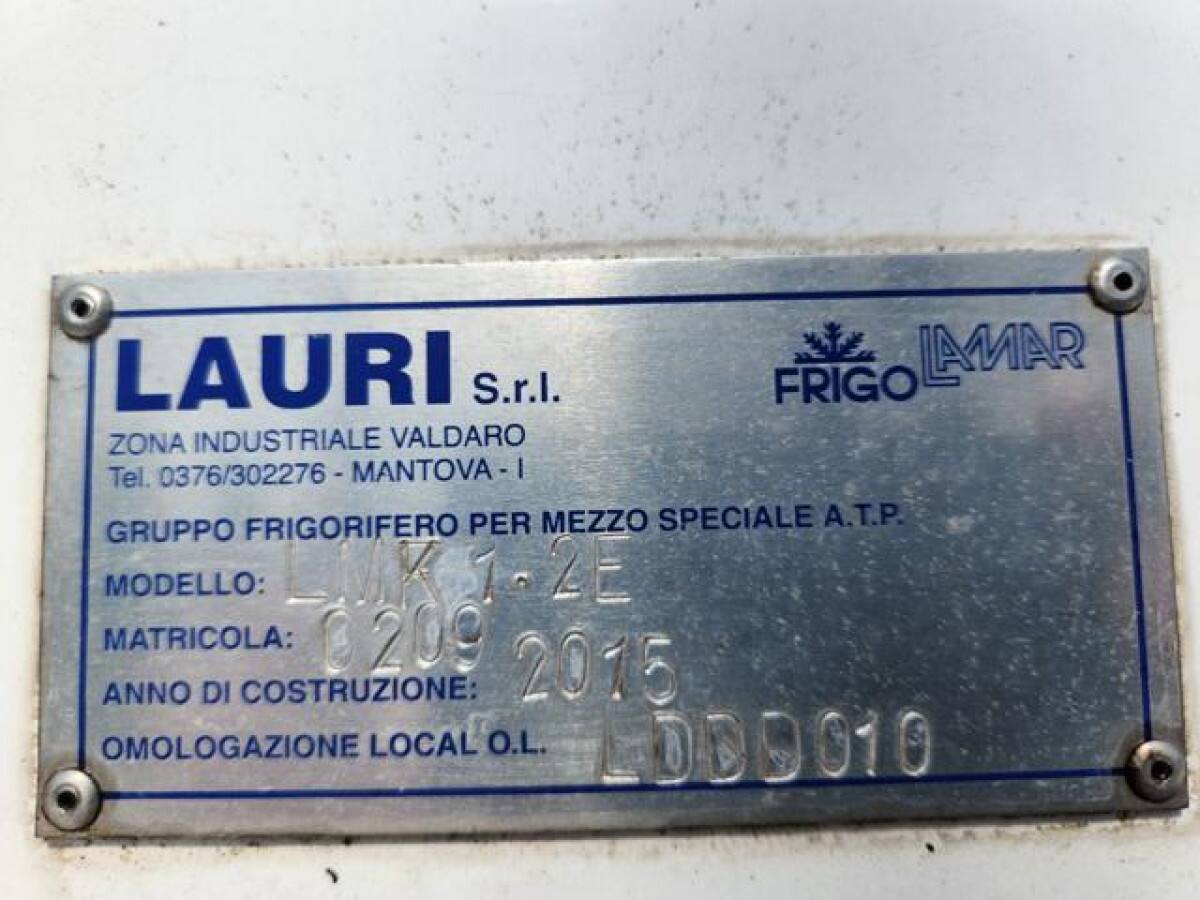 LAURI S.r.l.
FRIGO LAMAR
ZONA INDUSTRIALE VALDARO
Tel. 0376/302276 - MANTOVA - I
GRUPPO FRIGORIFERO PER MEZZO SPECIALE A.T.P.
MODELLO: LMK 1.2E
MATRICOLA: 0209
ANNO DI COSTRUZIONE: 2015
OMOLOGAZIONE LOCAL O.L. LDDD010